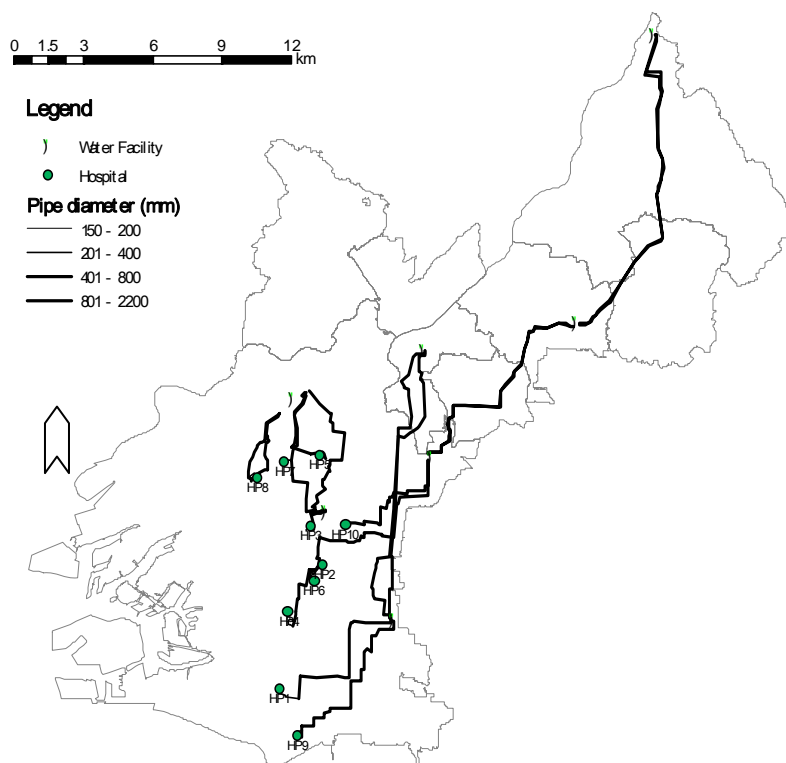 0 1.5 3 6 9 12
km
Legend
Water Facility
Hospital
Pipe diameter (mm)
150 - 200
201 - 400
401 - 800
801 - 2200
HP5
HP7
HP8
HP3
HP10
HP2
HP6
HP4
HP1
HP9